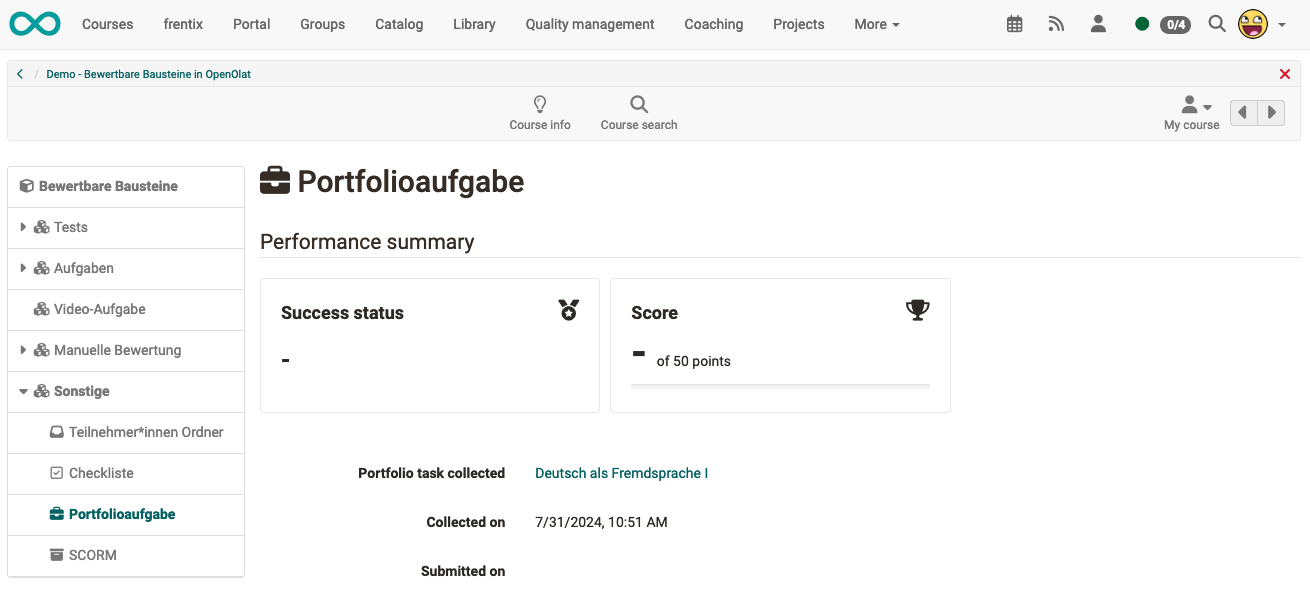 Courses frentix Portal Groups Catalog Library Quality management Coaching Projects More 0/4
/ Demo - Bewertbare Bausteine in OpenOlat
Course info Course search My course
Bewertbare Bausteine
Tests
Aufgaben
Video-Aufgabe
Manuelle Bewertung
Sonstige
Teilnehmer*innen Ordner
Checkliste
Portfolioaufgabe
SCORM
Portfolioaufgabe
Performance summary
Success status
-
Score
- of 50 points
Portfolio task collected Deutsch als Fremdsprache I
Collected on 7/31/2024, 10:51 AM
Submitted on